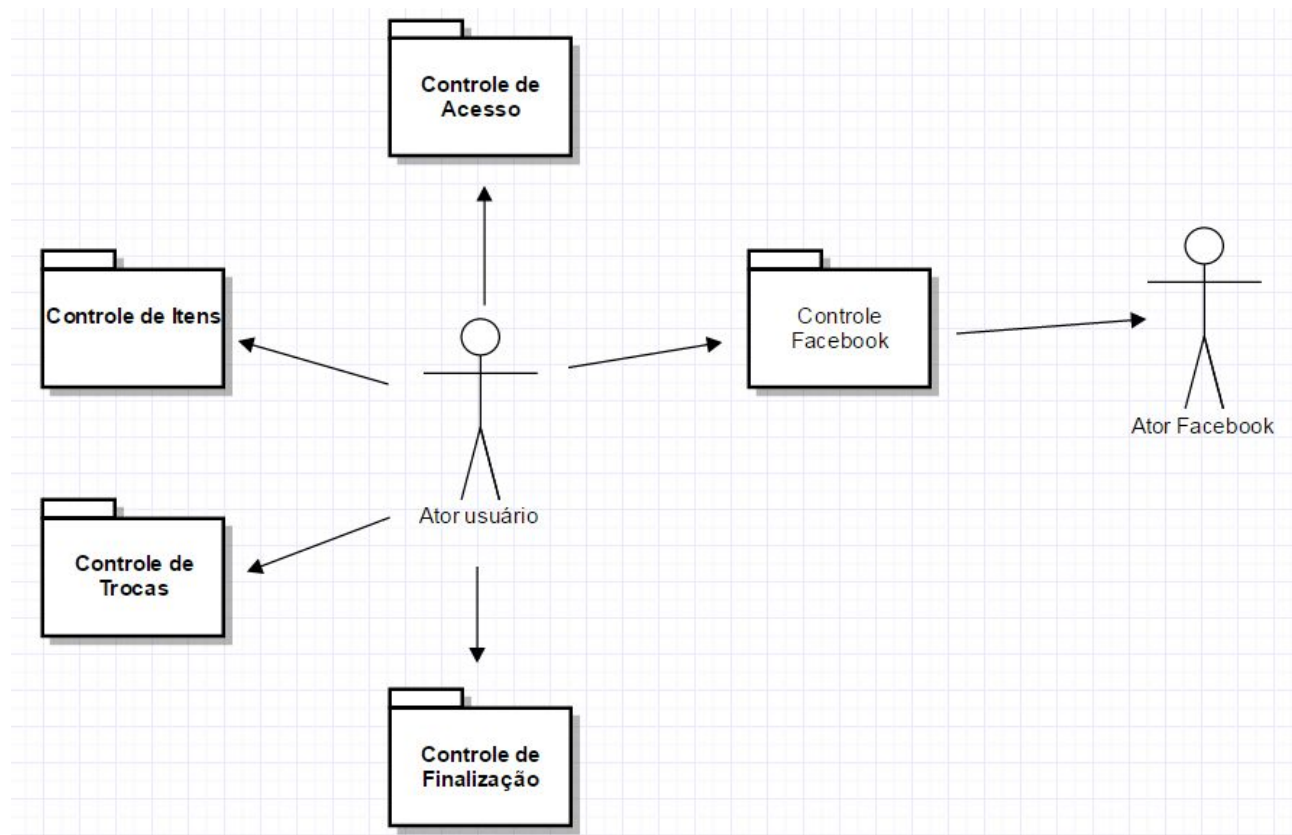 Controle de
Acesso
Controle de Itens
Controle
Facebook
Ator Facebook
Ator usuário
Controle de
Trocas
Controle de
Finalização